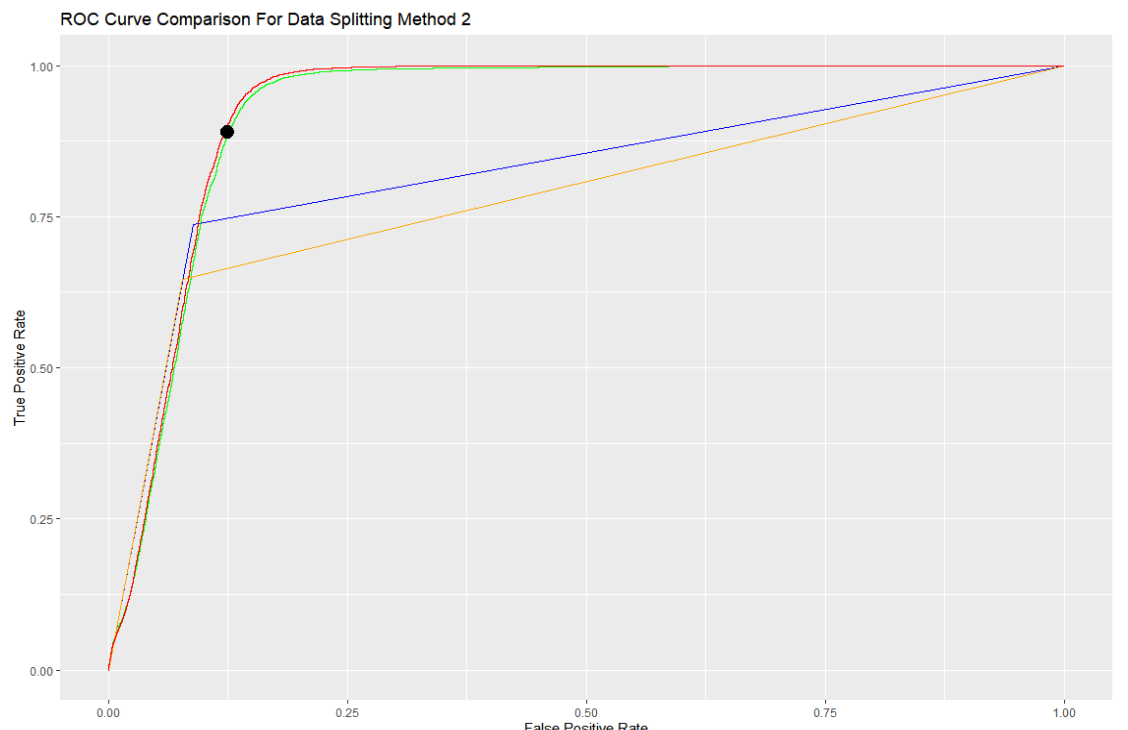 ROC Curve Comparison For Data Splitting Method 2
True Positive Rate
1.00
0.75
0.50
0.25
0.00
0.00 0.25 0.50 0.75 1.00
False Positive Rate